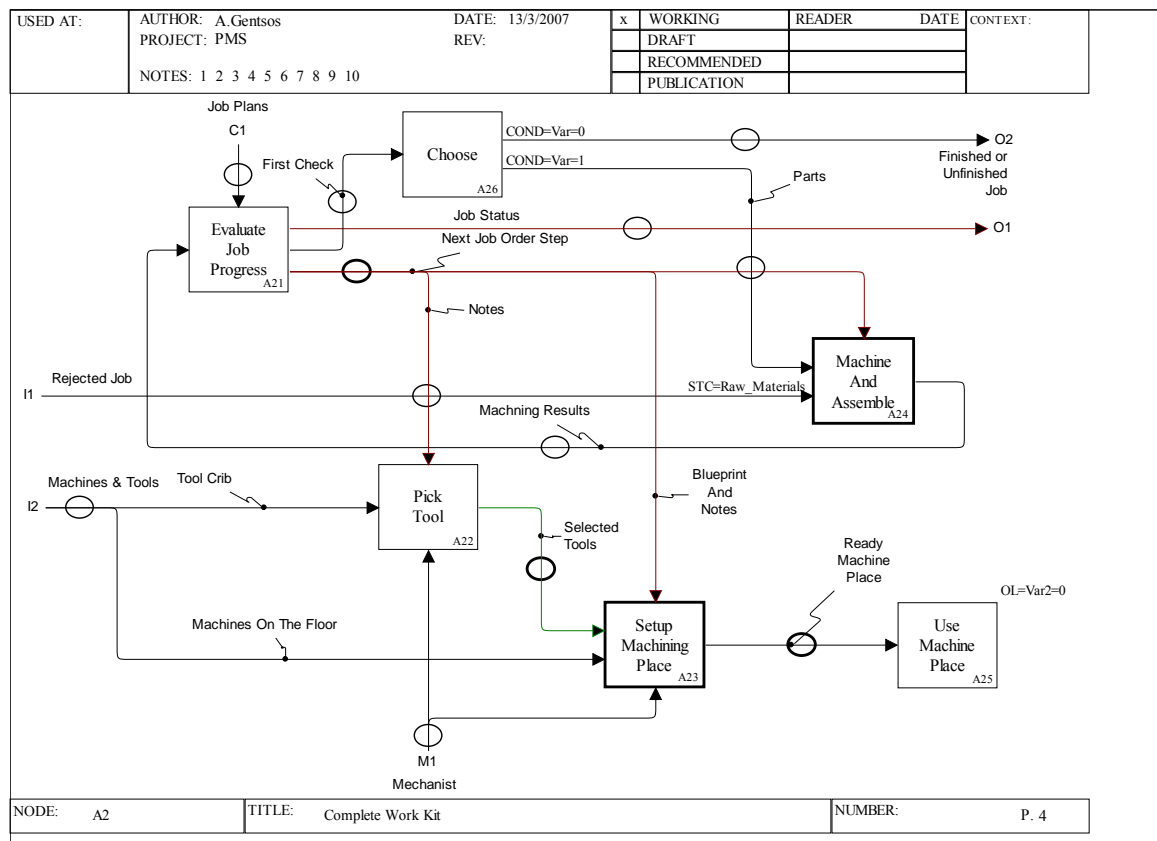 USED AT:
AUTHOR: A.Gentsos
DATE: 13/3/2007
PROJECT: PMS
REV:
NOTES: 1 2 3 4 5 6 7 8 9 10
x WORKING
DRAFT
RECOMMENDED
PUBLICATION
READER DATE
CONTEXT:
Job Plans
C1
First Check
Choose
A26
COND=Var=0
COND=Var=1
O2
Finished or
Unfinished
Job
Parts
Evaluate
Job
Progress
A21
Job Status
O1
Next Job Order Step
Notes
Machine
And
Assemble
A24
Rejected Job
I1
STC=Raw_Materials
Machning Results
Machines & Tools
I2
Tool Crib
Pick
Tool
A22
Blueprint
And
Notes
Selected
Tools
Ready
Machine
Place
OL=Var2=0
Machines On The Floor
Setup
Machining
Place
A23
Use
Machine
Place
A25
M1
Mechanist
NODE: A2
TITLE: Complete Work Kit
NUMBER: P. 4